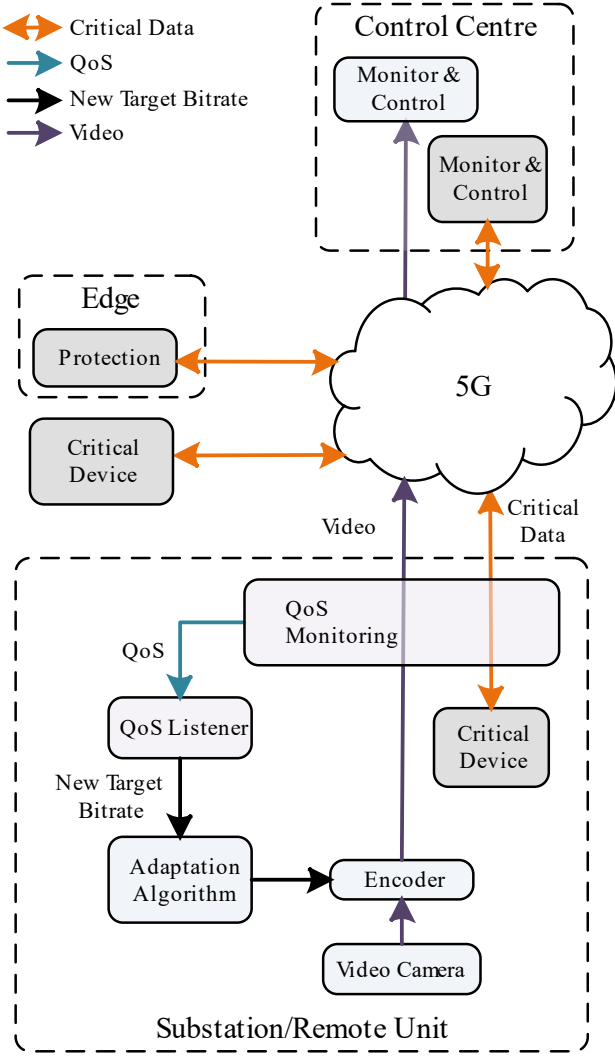 Critical Data
QoS
New Target Bitrate
Video
Control Centre
Monitor &
Control
Monitor &
Control
Edge
Protection
5G
Critical
Device
Video
Critical
Data
QoS
Monitoring
QoS
QoS Listener
Critical
Device
New Target
Bitrate
Adaptation
Algorithm
Encoder
Video Camera
Substation/Remote Unit